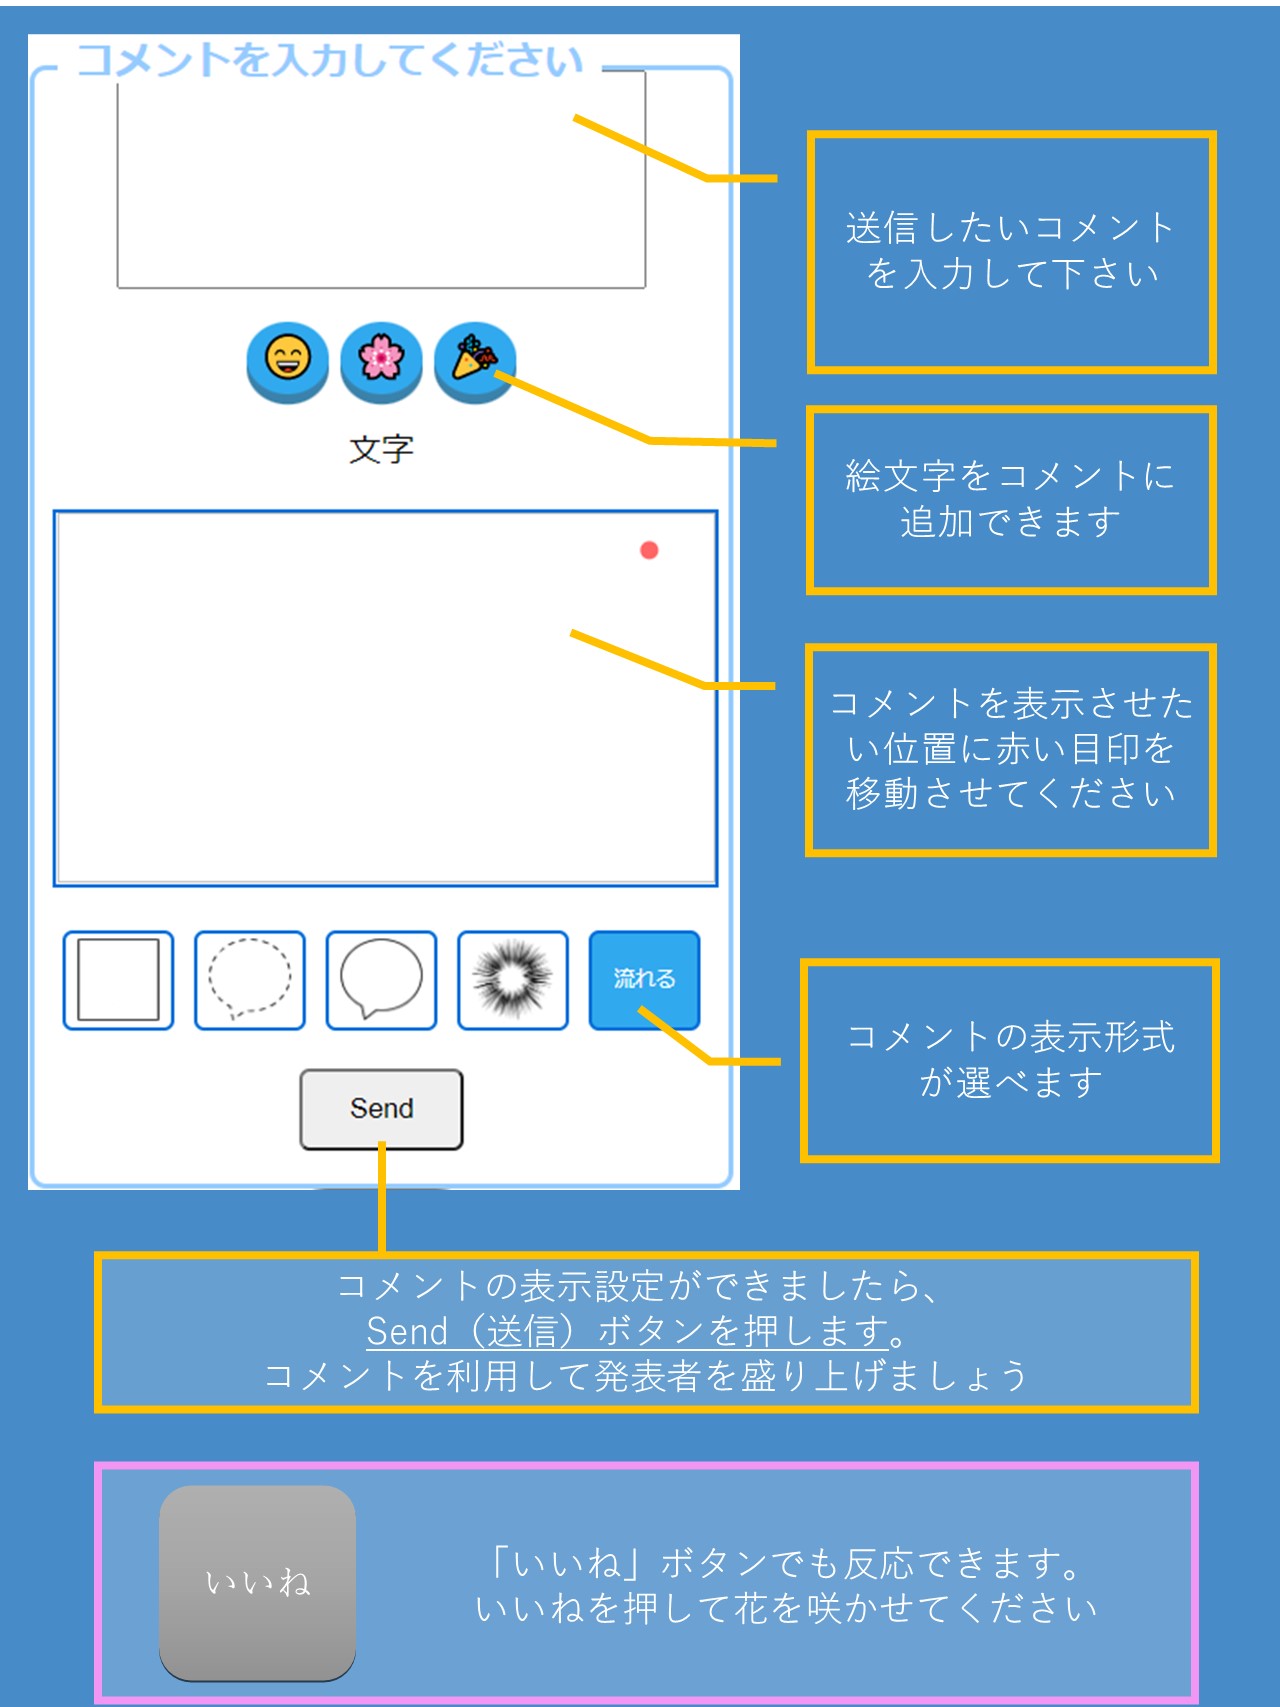 コメントを入力してください
送信したいコメント
を入力して下さい
文字
絵文字をコメントに
追加できます
コメントを表示させた
い位置に赤い目印を
移動させてください
流れる
コメントの表示形式
が選べます
Send
コメントの表示設定ができましたら、
Send（送信）ボタンを押します。
コメントを利用して発表者を盛り上げましょう
いいね
「いいね」ボタンでも反応できます。
いいねを押して花を咲かせてください